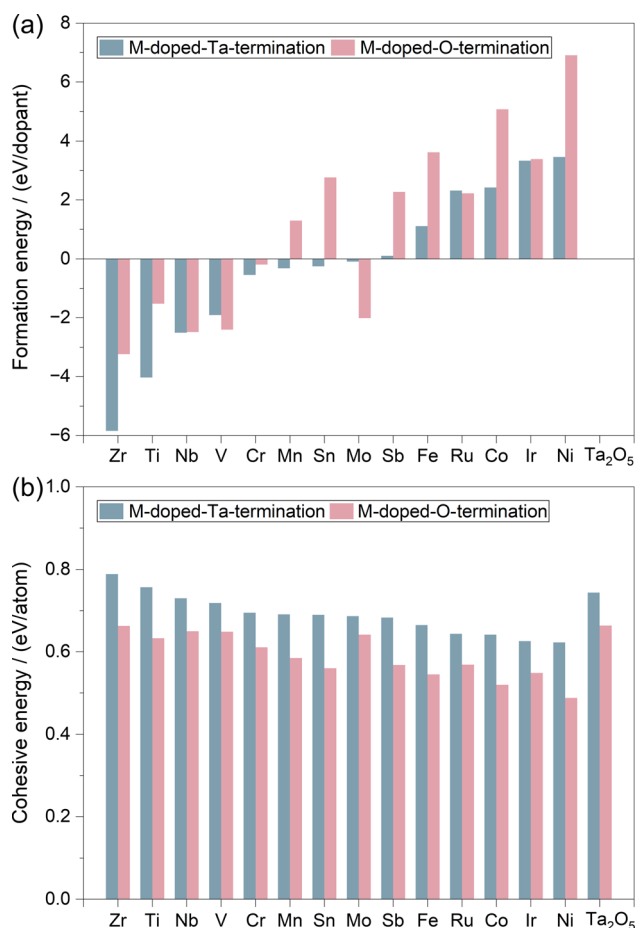 (a)
M-doped-Ta-termination M-doped-O-termination
Formation energy / (eV/dopant)
8
6
4
2
0
−2
−4
−6
Zr Ti Nb V Cr Mn Sn Mo Sb Fe Ru Co Ir Ni Ta₂O₅
(b)
M-doped-Ta-termination M-doped-O-termination
Cohesive energy / (eV/atom)
1.0
0.8
0.6
0.4
0.2
0.0
Zr Ti Nb V Cr Mn Sn Mo Sb Fe Ru Co Ir Ni Ta₂O₅